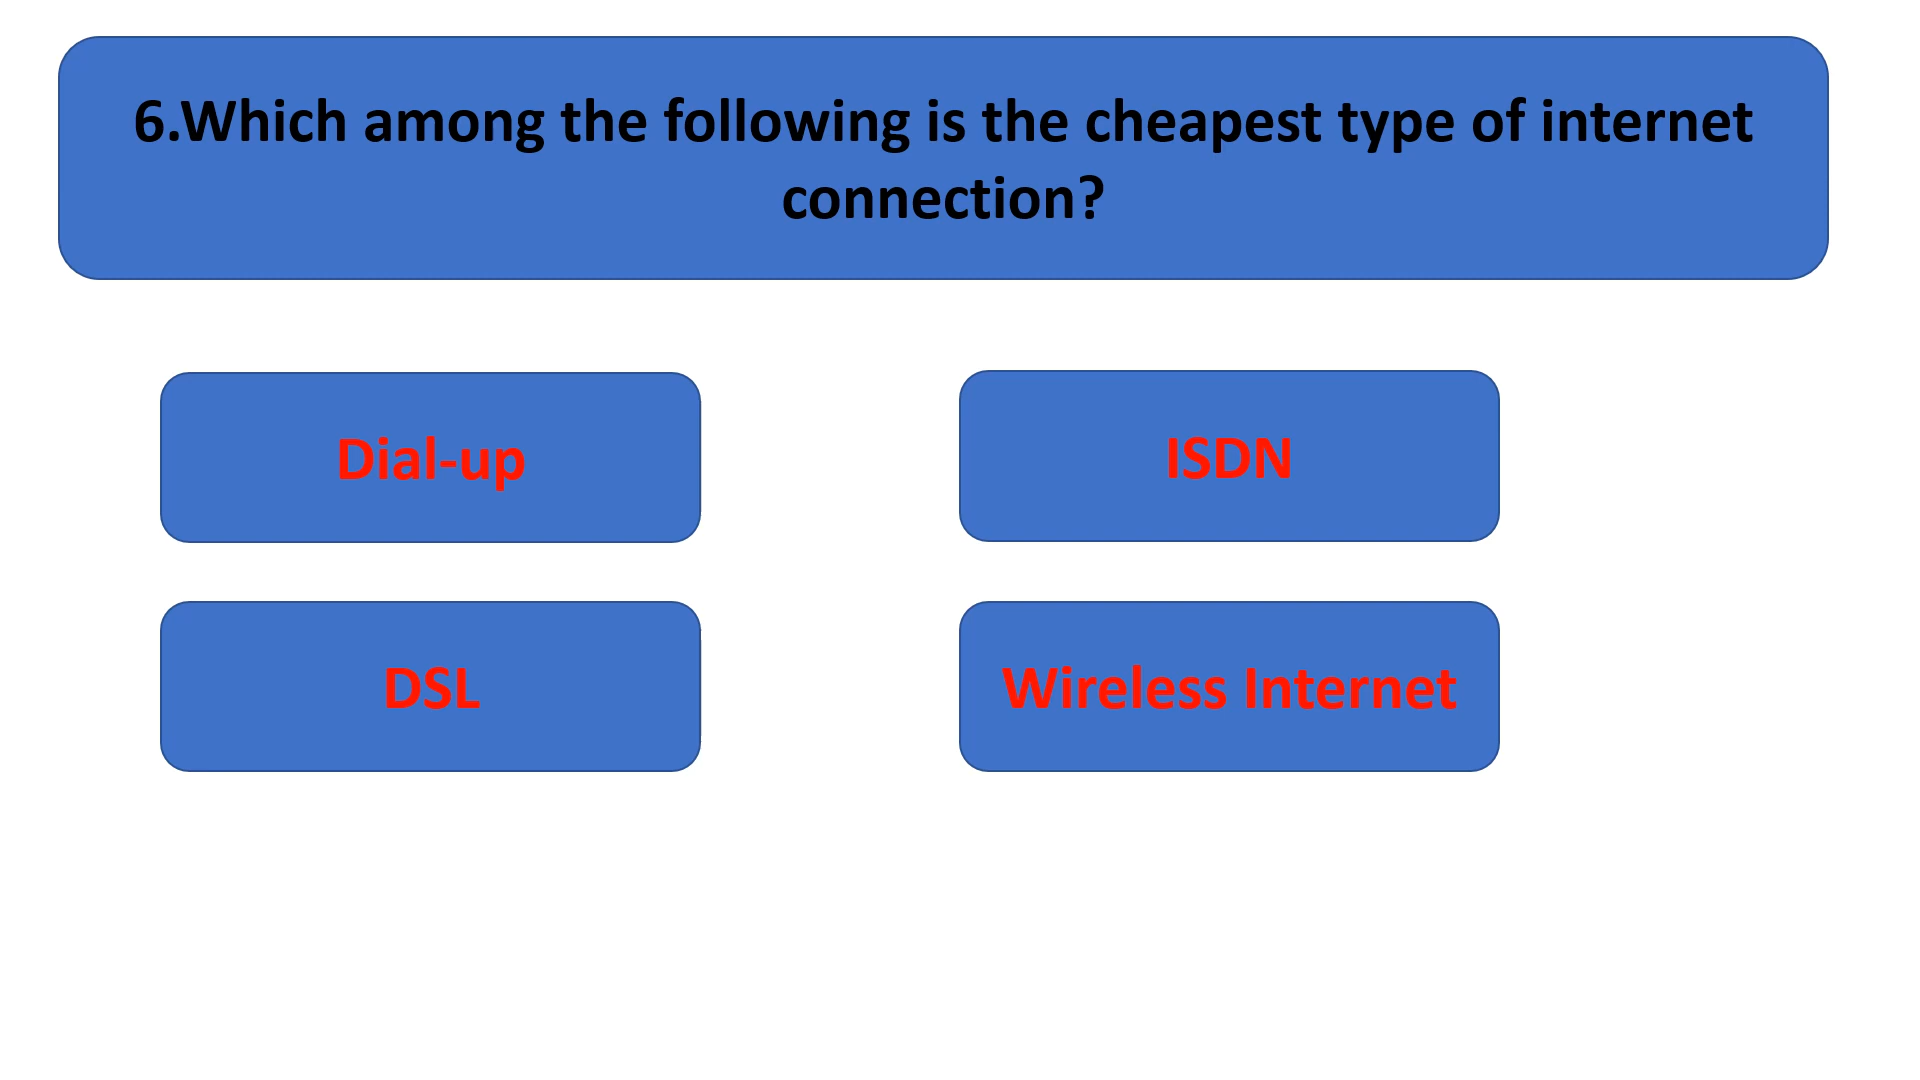 6.Which among the following is the cheapest type of internet
connection?
Dial-up
ISDN
DSL
Wireless Internet